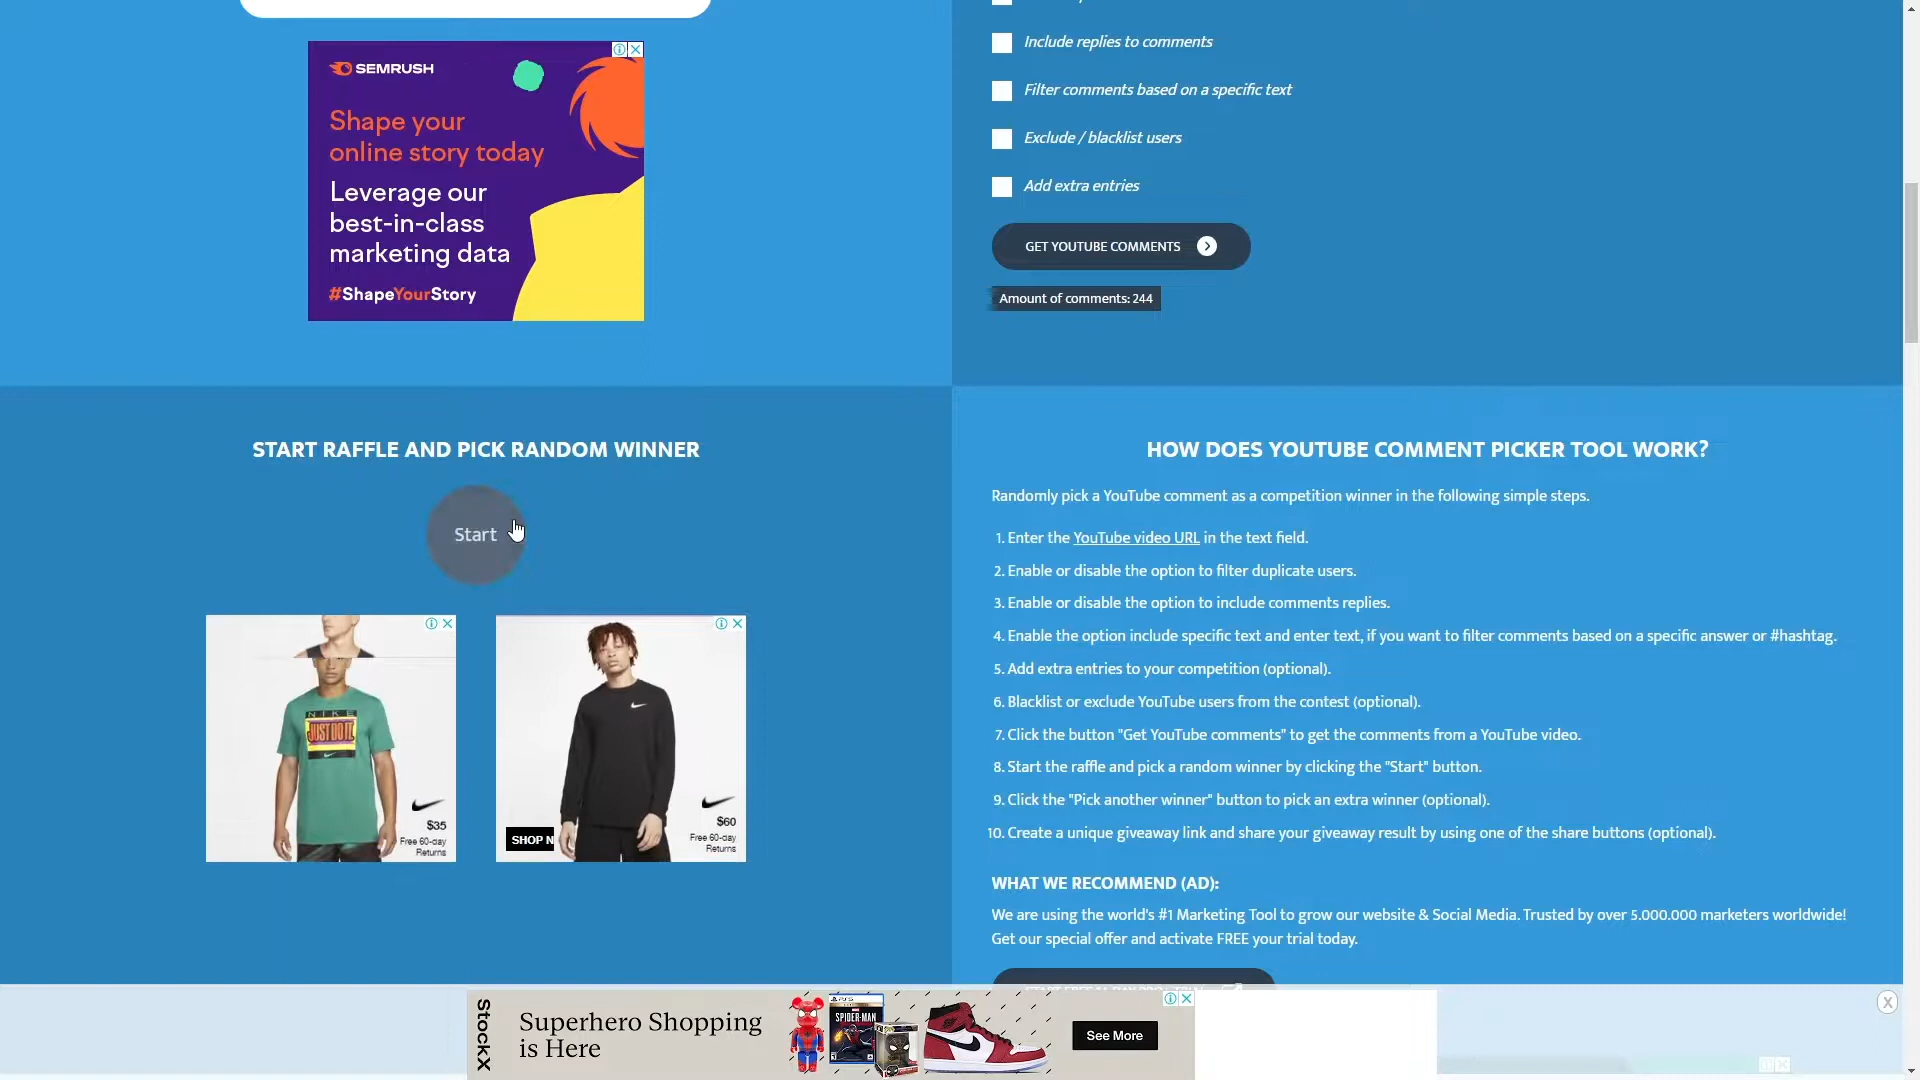 SEMRUSH
Shape your
online story today
Leverage our
best-in-class
marketing data
#ShapeYourStory
Include replies to comments
Filter comments based on a specific text
Exclude / blacklist users
Add extra entries
GET YOUTUBE COMMENTS
Amount of comments: 244
START RAFFLE AND PICK RANDOM WINNER
Start
NIKE
JUST DO IT
$35
Free 60-day
Returns
SHOP N
$60
Free 60-day
Returns
HOW DOES YOUTUBE COMMENT PICKER TOOL WORK?
Randomly pick a YouTube comment as a competition winner in the following simple steps.
1. Enter the YouTube video URL in the text field.
2. Enable or disable the option to filter duplicate users.
3. Enable or disable the option to include comments replies.
4. Enable the option include specific text and enter text, if you want to filter comments based on a specific answer or #hashtag.
5. Add extra entries to your competition (optional).
6. Blacklist or exclude YouTube users from the contest (optional).
7. Click the button "Get YouTube comments" to get the comments from a YouTube video.
8. Start the raffle and pick a random winner by clicking the "Start" button.
9. Click the "Pick another winner" button to pick an extra winner (optional).
10. Create a unique giveaway link and share your giveaway result by using one of the share buttons (optional).
WHAT WE RECOMMEND (AD):
We are using the world's #1 Marketing Tool to grow our website & Social Media. Trusted by over 5.000.000 marketers worldwide!
Get our special offer and activate FREE your trial today.
StockX
Superhero Shopping
is Here
PS5
SPIDER-MAN
See More
X